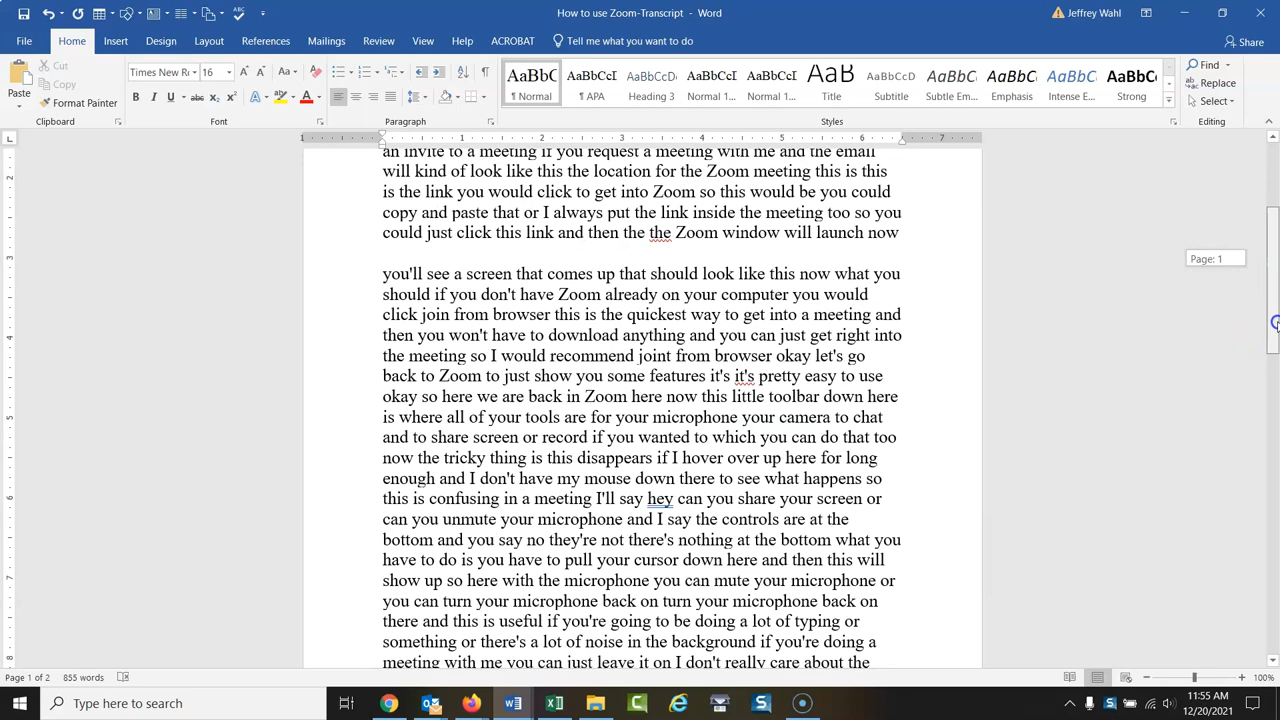 How to use Zoom-Transcript - Word
Jeffrey Wahl
File Home Insert Design Layout References Mailings Review View Help ACROBAT Tell me what you want to do Share
Paste
Cut
Copy
Format Painter
Clipboard
Times New Ro 16
Font
Paragraph
AaBbC AaBbCcI AaBbCcD AaBbCcI AaBbCcI AaB AaBbCcD AaBbCcI AaBbCcI AaBbCcI AaBbCc
¶ Normal ¶ APA Heading 3 Normal 1... Normal 1... Title Subtitle Subtle Em... Emphasis Intense E... Strong
Styles
Find
Replace
Select
Editing
an invite to a meeting if you request a meeting with me and the email
will kind of look like this the location for the Zoom meeting this is this
is the link you would click to get into Zoom so this would be you could
copy and paste that or I always put the link inside the meeting too so you
could just click this link and then the the Zoom window will launch now
you'll see a screen that comes up that should look like this now what you
should if you don't have Zoom already on your computer you would
click join from browser this is the quickest way to get into a meeting and
then you won't have to download anything and you can just get right into
the meeting so I would recommend joint from browser okay let's go
back to Zoom to just show you some features it's it's pretty easy to use
okay so here we are back in Zoom here now this little toolbar down here
is where all of your tools are for your microphone your camera to chat
and to share screen or record if you wanted to which you can do that too
now the tricky thing is this disappears if I hover over up here for long
enough and I don't have my mouse down there to see what happens so
this is confusing in a meeting I'll say hey can you share your screen or
can you unmute your microphone and I say the controls are at the
bottom and you say no they're not there's nothing at the bottom what you
have to do is you have to pull your cursor down here and then this will
show up so here with the microphone you can mute your microphone or
you can turn your microphone back on turn your microphone back on
there and this is useful if you're going to be doing a lot of typing or
something or there's a lot of noise in the background if you're doing a
meeting with me you can just leave it on I don't really care about the
Page: 1
Page 1 of 2 855 words
100%
Type here to search
11:55 AM
12/20/2021